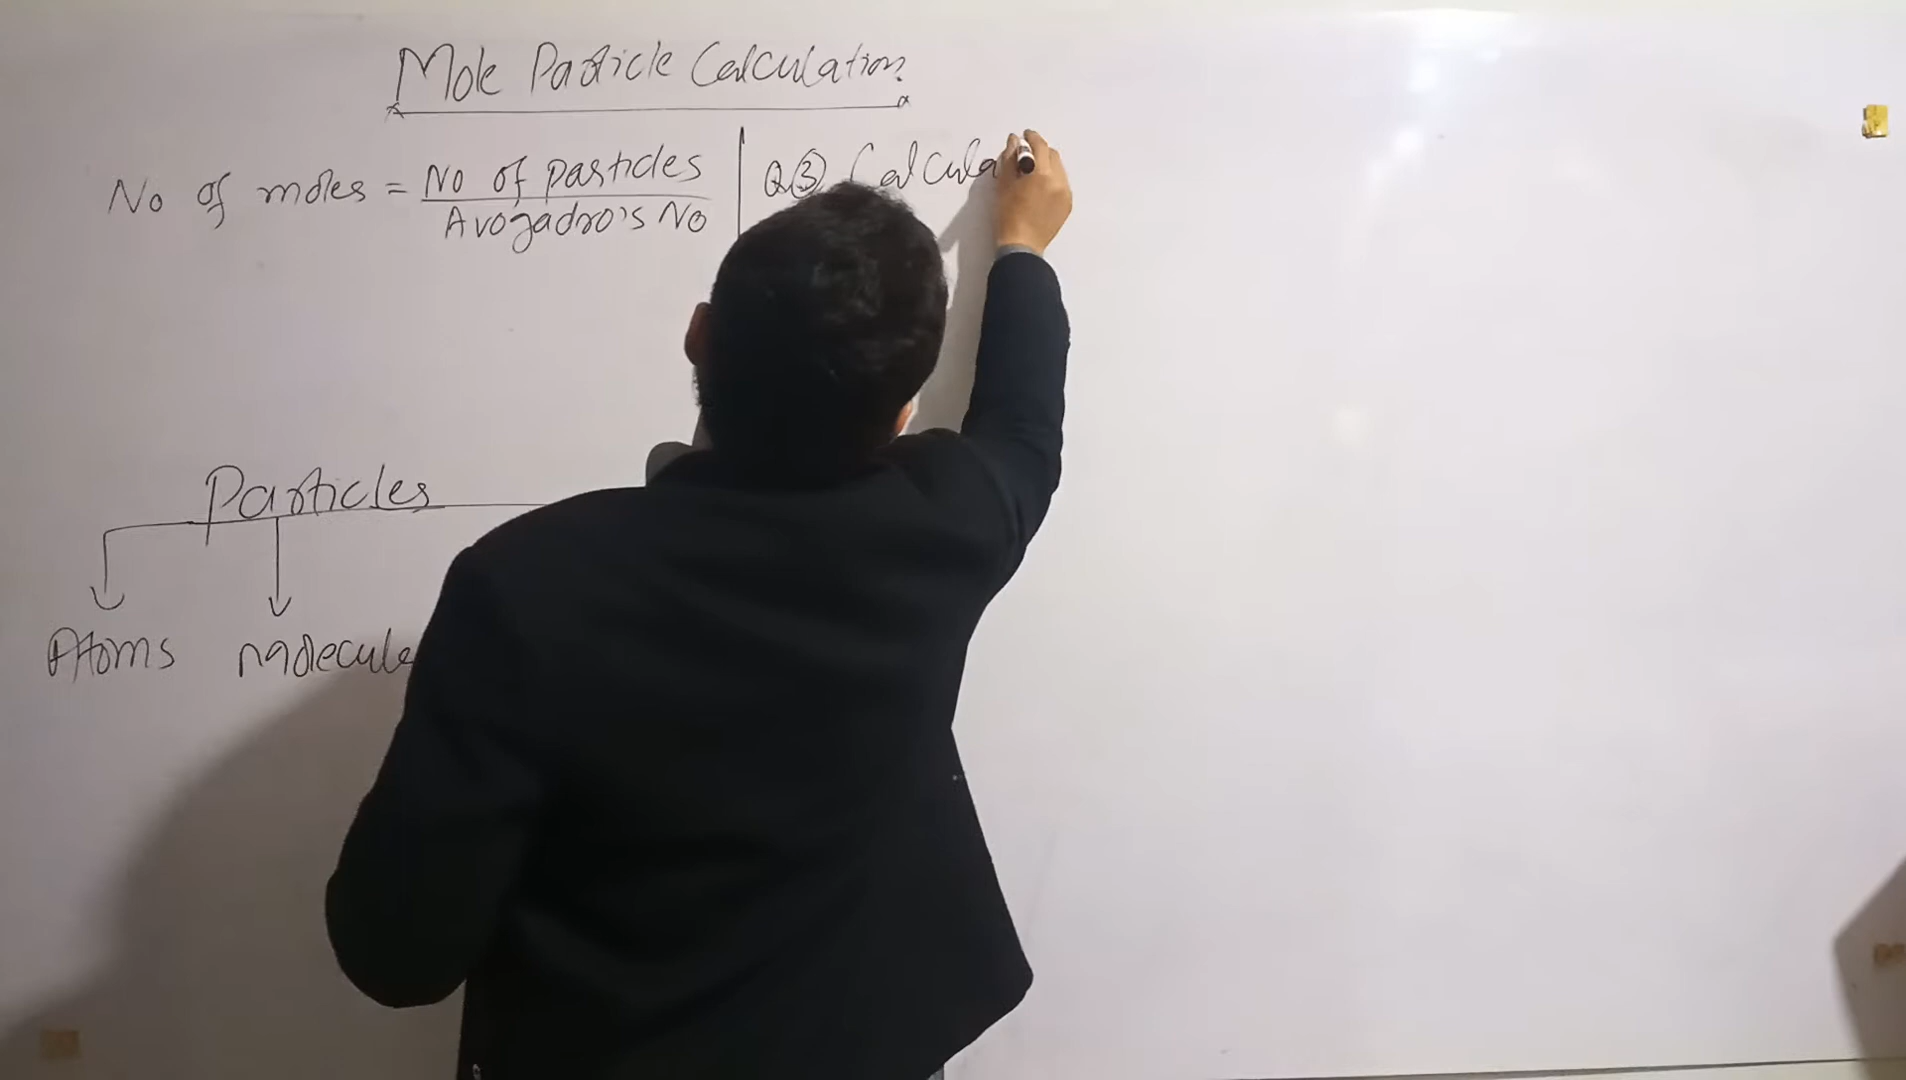 Mole Particle Calculation
No of moles = No of particles
Avogadro's No
Q③ Calcula
Particles
Atoms molecule